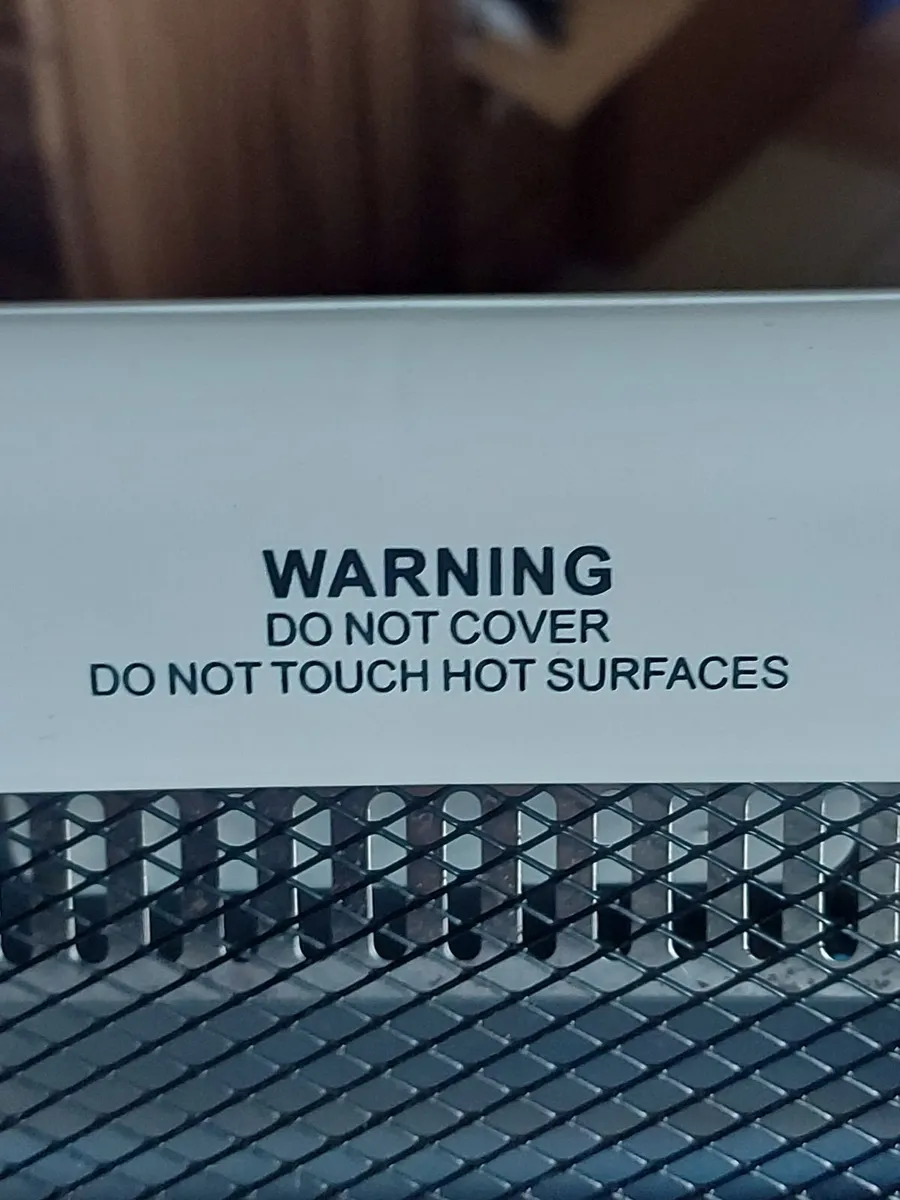 WARNING
DO NOT COVER
DO NOT TOUCH HOT SURFACES